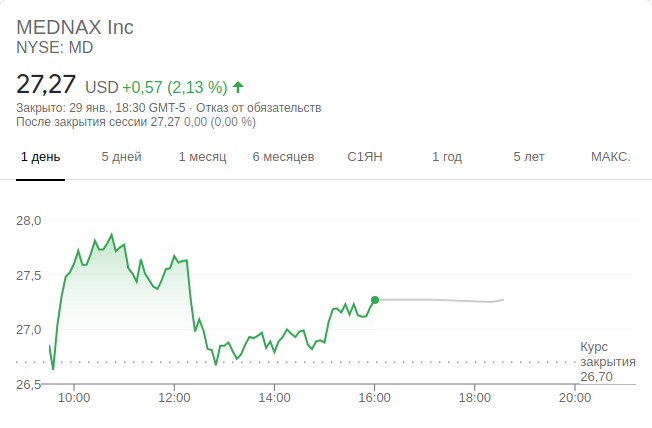 MEDNAX Inc
NYSE: MD
27,27 USD +0,57 (2,13 %)
Закрыто: 29 янв., 18:30 GMT-5 · Отказ от обязательств
После закрытия сессии 27,27 0,00 (0,00 %)
1 день 5 дней 1 месяц 6 месяцев С1ЯН 1 год 5 лет МАКС.
28,0
27,5
27,0
Курс
закрытия
26,70
26,5
10:00 12:00 14:00 16:00 18:00 20:00